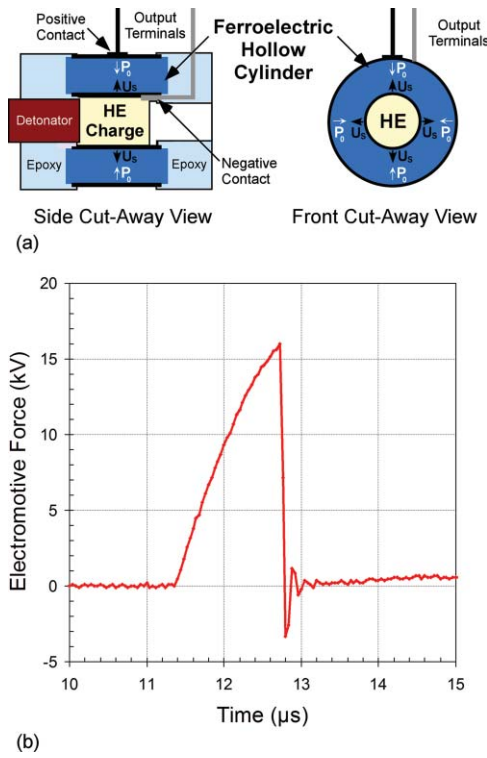 (a)
Positive
Contact
Output
Terminals
Ferroelectric
Hollow
Cylinder
Output
Terminals
P₀
Uₛ
Detonator
HE
Charge
Epoxy
Epoxy
Uₛ
P₀
Negative
Contact
P₀
Uₛ
P₀ Uₛ HE Uₛ P₀
Uₛ
P₀
Side Cut-Away View
Front Cut-Away View
(a)
20
15
10
5
0
-5
Electromotive Force (kV)
10 11 12 13 14 15
Time (µs)
(b)